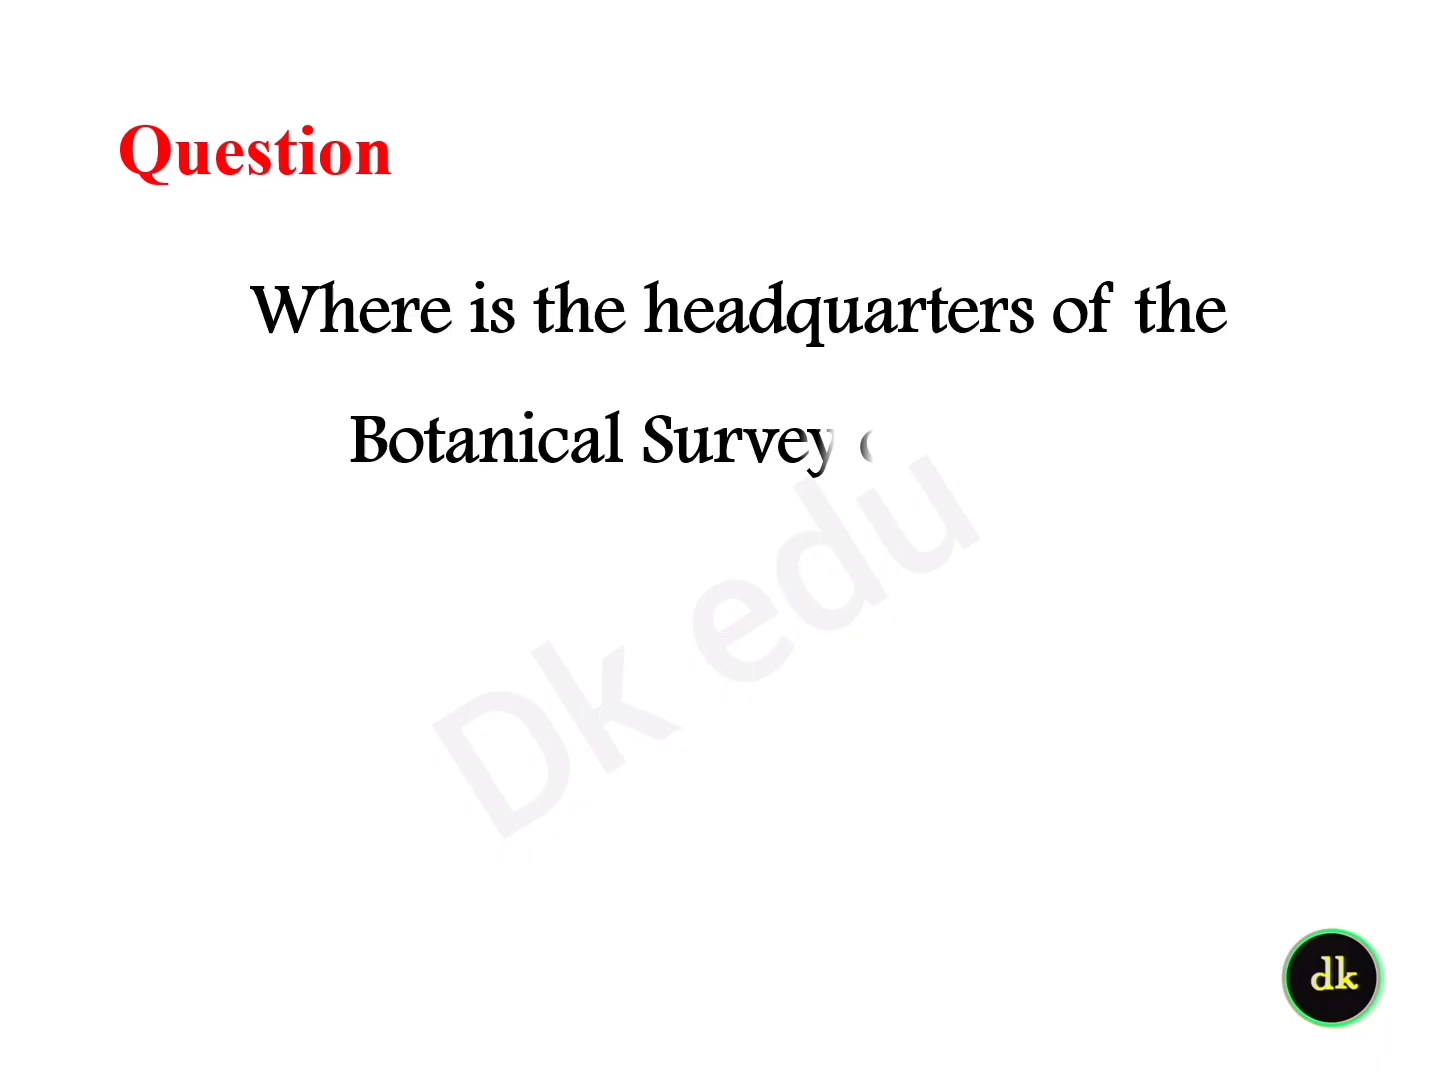 Question
Where is the headquarters of the
Botanical Survey
Dk edu
dk